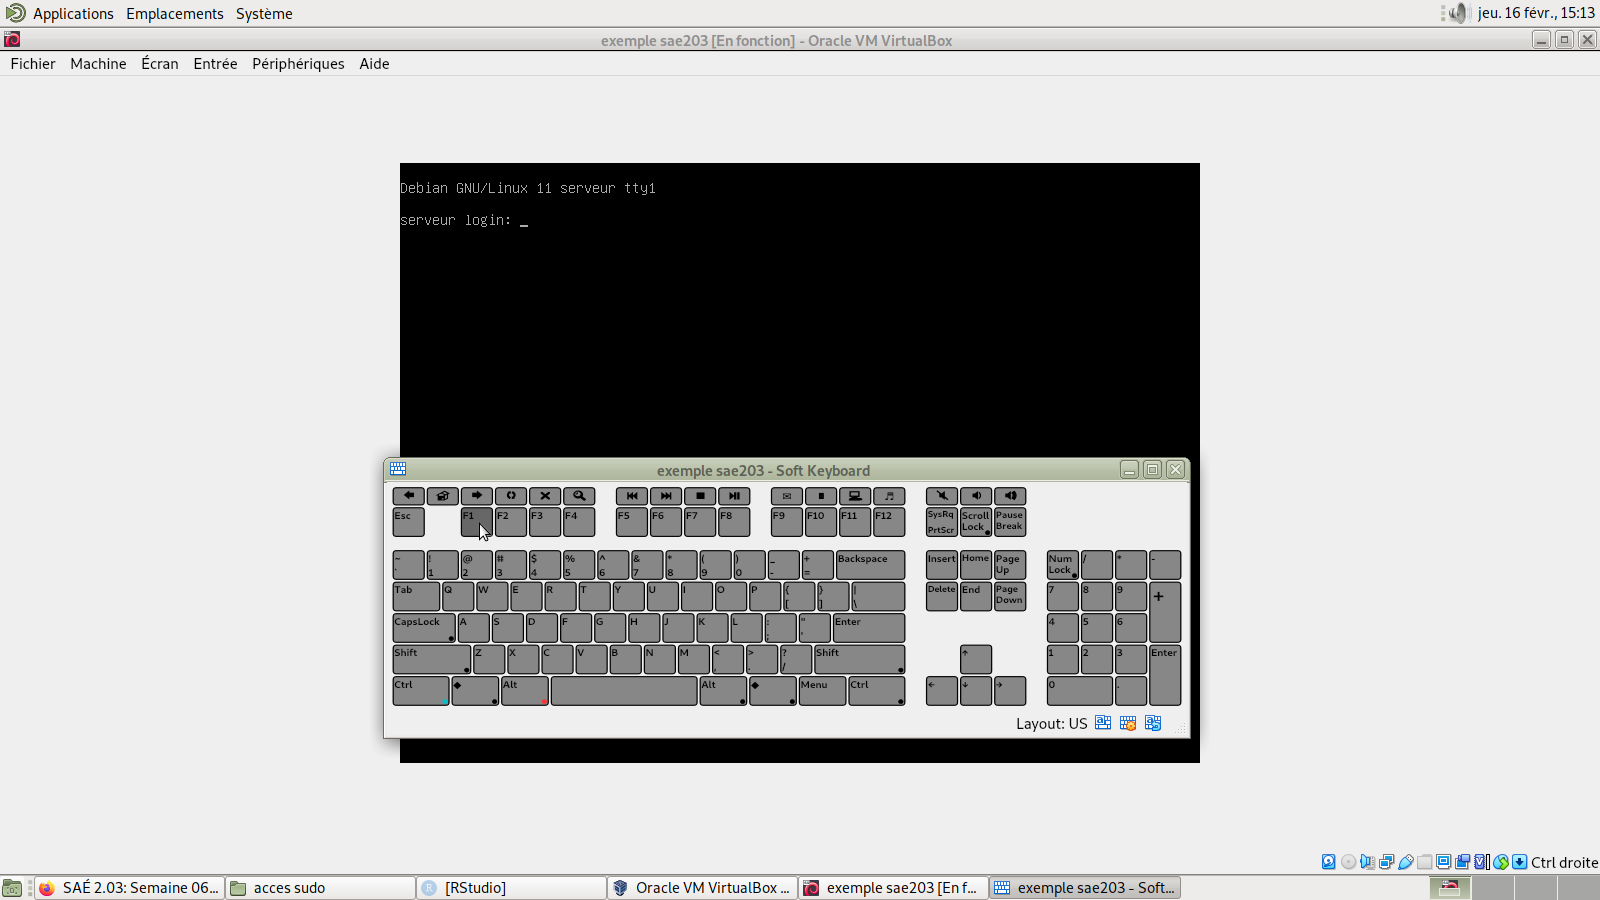 Applications Emplacements Système jeu. 16 févr., 15:13
exemple sae203 [En fonction] - Oracle VM VirtualBox
Fichier Machine Écran Entrée Périphériques Aide
Debian GNU/Linux 11 serveur tty1
serveur login: _
exemple sae203 - Soft Keyboard
Esc F1 F2 F3 F4 F5 F6 F7 F8 F9 F10 F11 F12 SysRq PrtScr Scroll Lock Pause Break
~ ! @ # $ % ^ & * ( ) _ + Backspace Insert Home Page Up Num Lock / * -
` 1 2 3 4 5 6 7 8 9 0 - =
Tab Q W E R T Y U I O P { } | Delete End Page Down 7 8 9 +
[ ] \
CapsLock A S D F G H J K L : " Enter 4 5 6
; '
Shift Z X C V B N M < > ? Shift ↑ 1 2 3 Enter
, . /
Ctrl ◆ Alt Alt ◆ Menu Ctrl ← ↓ → 0 .
Layout: US
Ctrl droite
SAÉ 2.03: Semaine 06... acces sudo [RStudio] Oracle VM VirtualBox ... exemple sae203 [En f... exemple sae203 - Soft...